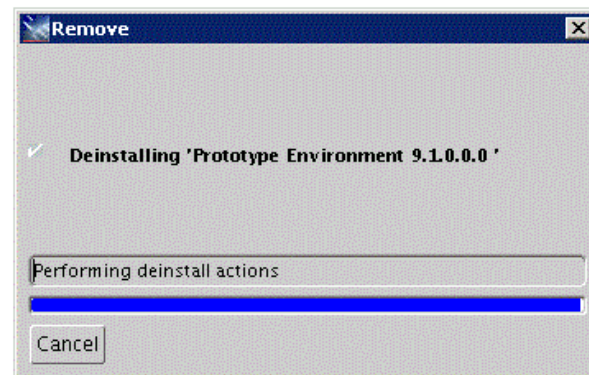 Remove
Deinstalling 'Prototype Environment 9.1.0.0.0 '
Performing deinstall actions
Cancel